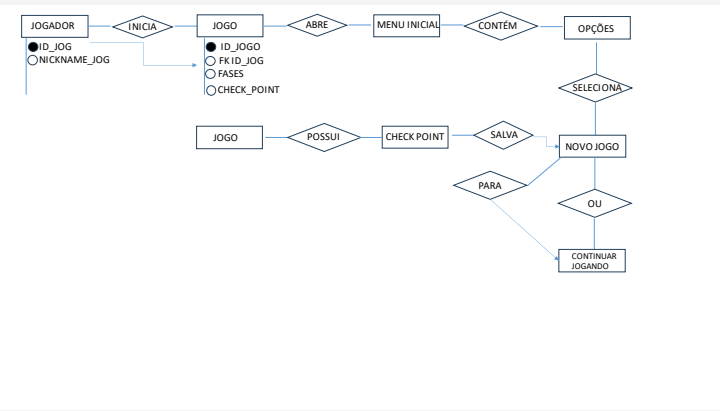 JOGADOR
INICIA
JOGO
ABRE
MENU INICIAL
CONTÉM
OPÇÕES
ID_JOG
NICKNAME_JOG
ID_JOGO
FK ID_JOG
FASES
CHECK_POINT
SELECIONA
JOGO
POSSUI
CHECK POINT
SALVA
NOVO JOGO
PARA
OU
CONTINUAR
JOGANDO